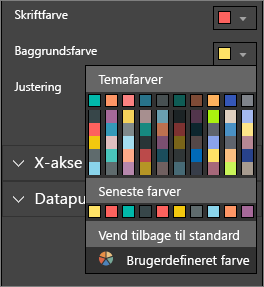 Skriftfarve
Baggrundsfarve
Justering
Temafarver
X-akse
Seneste farver
Datapu
Vend tilbage til standard
Brugerdefineret farve